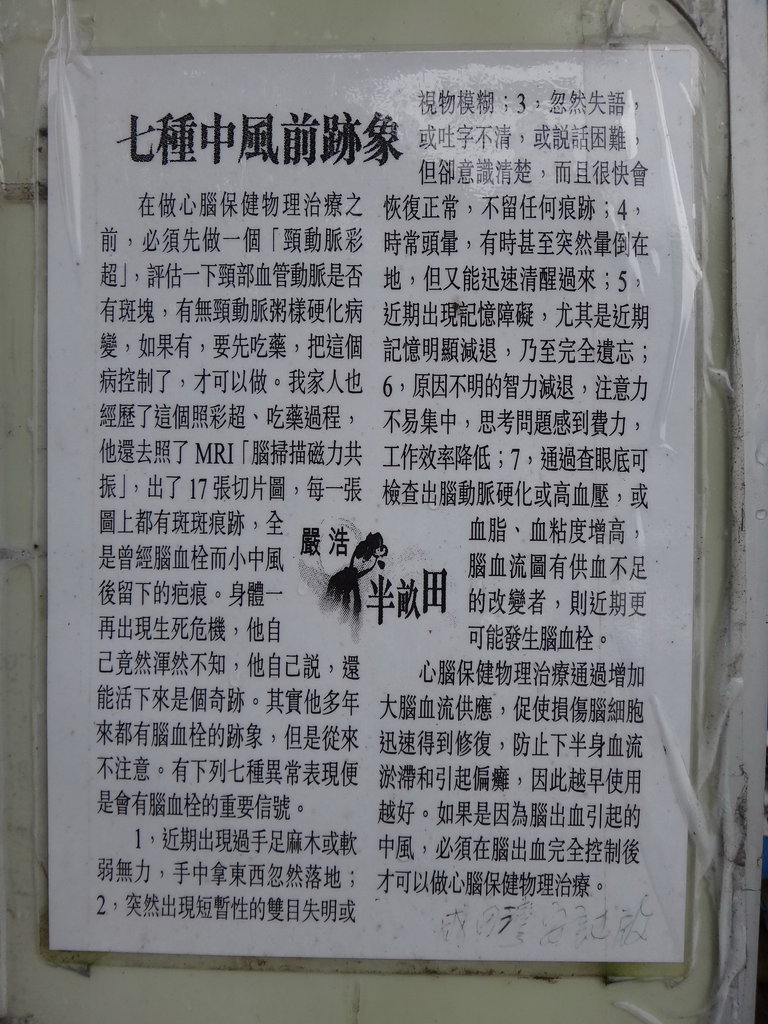 七種中風前跡象
在做心腦保健物理治療之
前，必須先做一個「頸動脈彩
超」，評估一下頸部血管動脈是否
有斑塊，有無頸動脈粥樣硬化病
變，如果有，要先吃藥，把這個
病控制了，才可以做。我家人也
經歷了這個照彩超、吃藥過程，
他還去照了 MRI「腦掃描磁力共
振」，出了 17 張切片圖，每一張
圖上都有斑斑痕跡，全
是曾經腦血栓而小中風
後留下的疤痕。身體一
再出現生死危機，他自
己竟然渾然不知，他自己說，還
能活下來是個奇跡。其實他多年
來都有腦血栓的跡象，但是從來
不注意。有下列七種異常表現便
是會有腦血栓的重要信號。
1，近期出現過手足麻木或軟
弱無力，手中拿東西忽然落地；
2，突然出現短暫性的雙目失明或
嚴浩
半畝田
視物模糊；3，忽然失語，
或吐字不清，或說話困難，
但卻意識清楚，而且很快會
恢復正常，不留任何痕跡；4，
時常頭暈，有時甚至突然暈倒在
地，但又能迅速清醒過來；5，
近期出現記憶障礙，尤其是近期
記憶明顯減退，乃至完全遺忘；
6，原因不明的智力減退，注意力
不易集中，思考問題感到費力，
工作效率降低；7，通過查眼底可
檢查出腦動脈硬化或高血壓，或
血脂、血粘度增高，
腦血流圖有供血不足
的改變者，則近期更
可能發生腦血栓。
心腦保健物理治療通過增加
大腦血流供應，促使損傷腦細胞
迅速得到修復，防止下半身血流
淤滯和引起偏癱，因此越早使用
越好。如果是因為腦出血引起的
中風，必須在腦出血完全控制後
才可以做心腦保健物理治療。